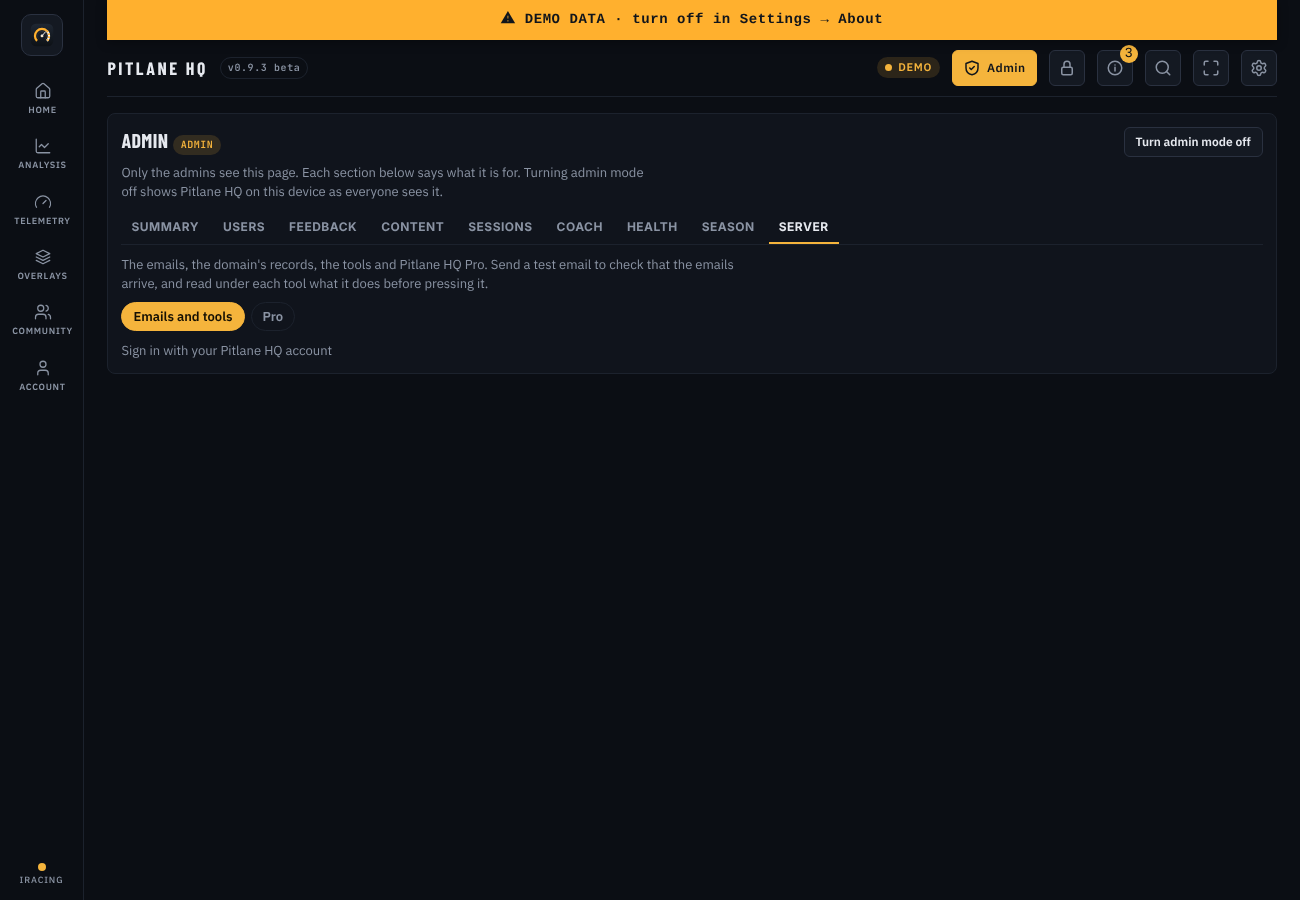 ⚠ DEMO DATA · turn off in Settings → About
PITLANE HQ
v0.9.3 beta
DEMO
Admin
3
HOME
ANALYSIS
TELEMETRY
OVERLAYS
COMMUNITY
ACCOUNT
IRACING
ADMIN
ADMIN
Turn admin mode off
Only the admins see this page. Each section below says what it is for. Turning admin mode
off shows Pitlane HQ on this device as everyone sees it.
SUMMARY USERS FEEDBACK CONTENT SESSIONS COACH HEALTH SEASON SERVER
The emails, the domain's records, the tools and Pitlane HQ Pro. Send a test email to check that the emails
arrive, and read under each tool what it does before pressing it.
Emails and tools
Pro
Sign in with your Pitlane HQ account